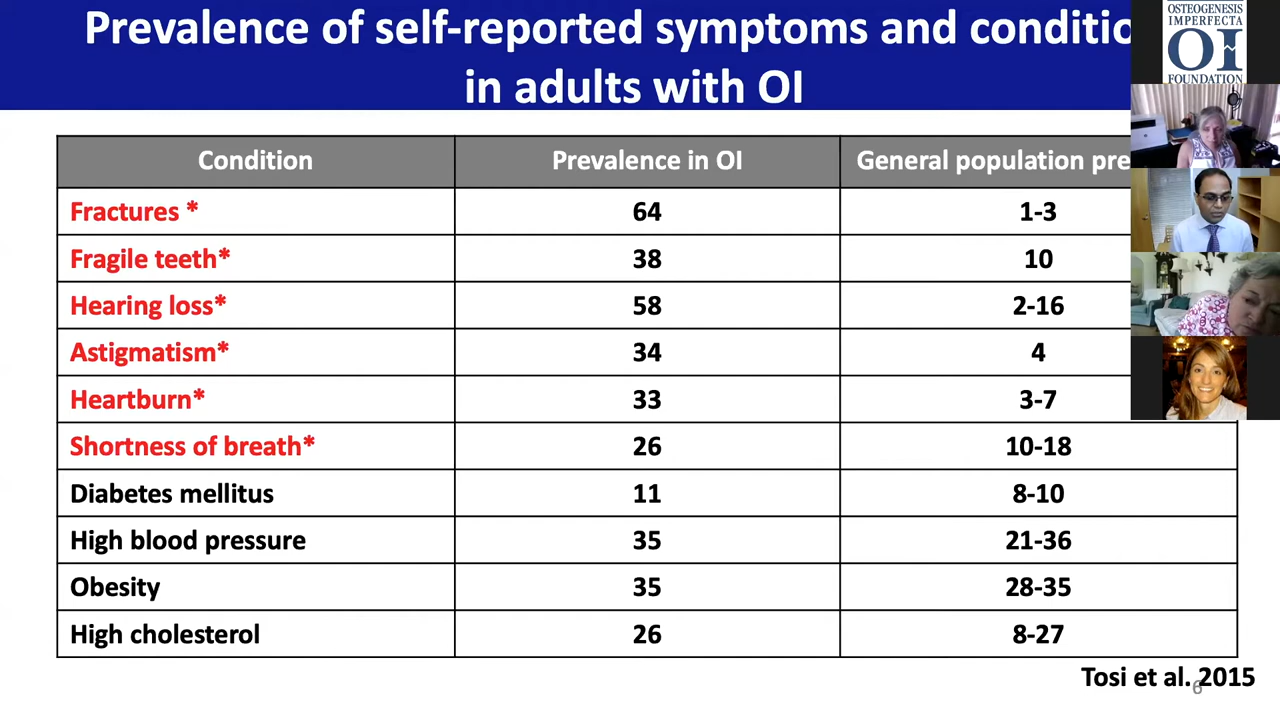 Prevalence of self-reported symptoms and conditio
in adults with OI
OSTEOGENESIS
IMPERFECTA
OI
FOUNDATION
Condition Prevalence in OI General population pre
Fractures * 64 1-3
Fragile teeth* 38 10
Hearing loss* 58 2-16
Astigmatism* 34 4
Heartburn* 33 3-7
Shortness of breath* 26 10-18
Diabetes mellitus 11 8-10
High blood pressure 35 21-36
Obesity 35 28-35
High cholesterol 26 8-27
Tosi et al. 2015
6